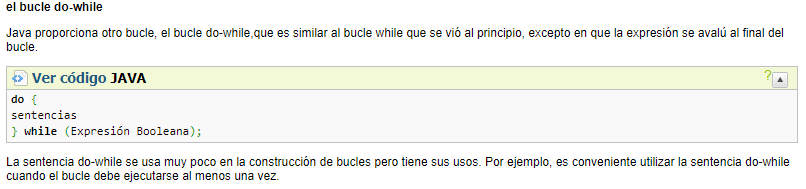 el bucle do-while
Java proporciona otro bucle, el bucle do-while,que es similar al bucle while que se vió al principio, excepto en que la expresión se avalú al final del
bucle.
Ver código JAVA
?
do {
sentencias
} while (Expresión Booleana);
La sentencia do-while se usa muy poco en la construcción de bucles pero tiene sus usos. Por ejemplo, es conveniente utilizar la sentencia do-while
cuando el bucle debe ejecutarse al menos una vez.